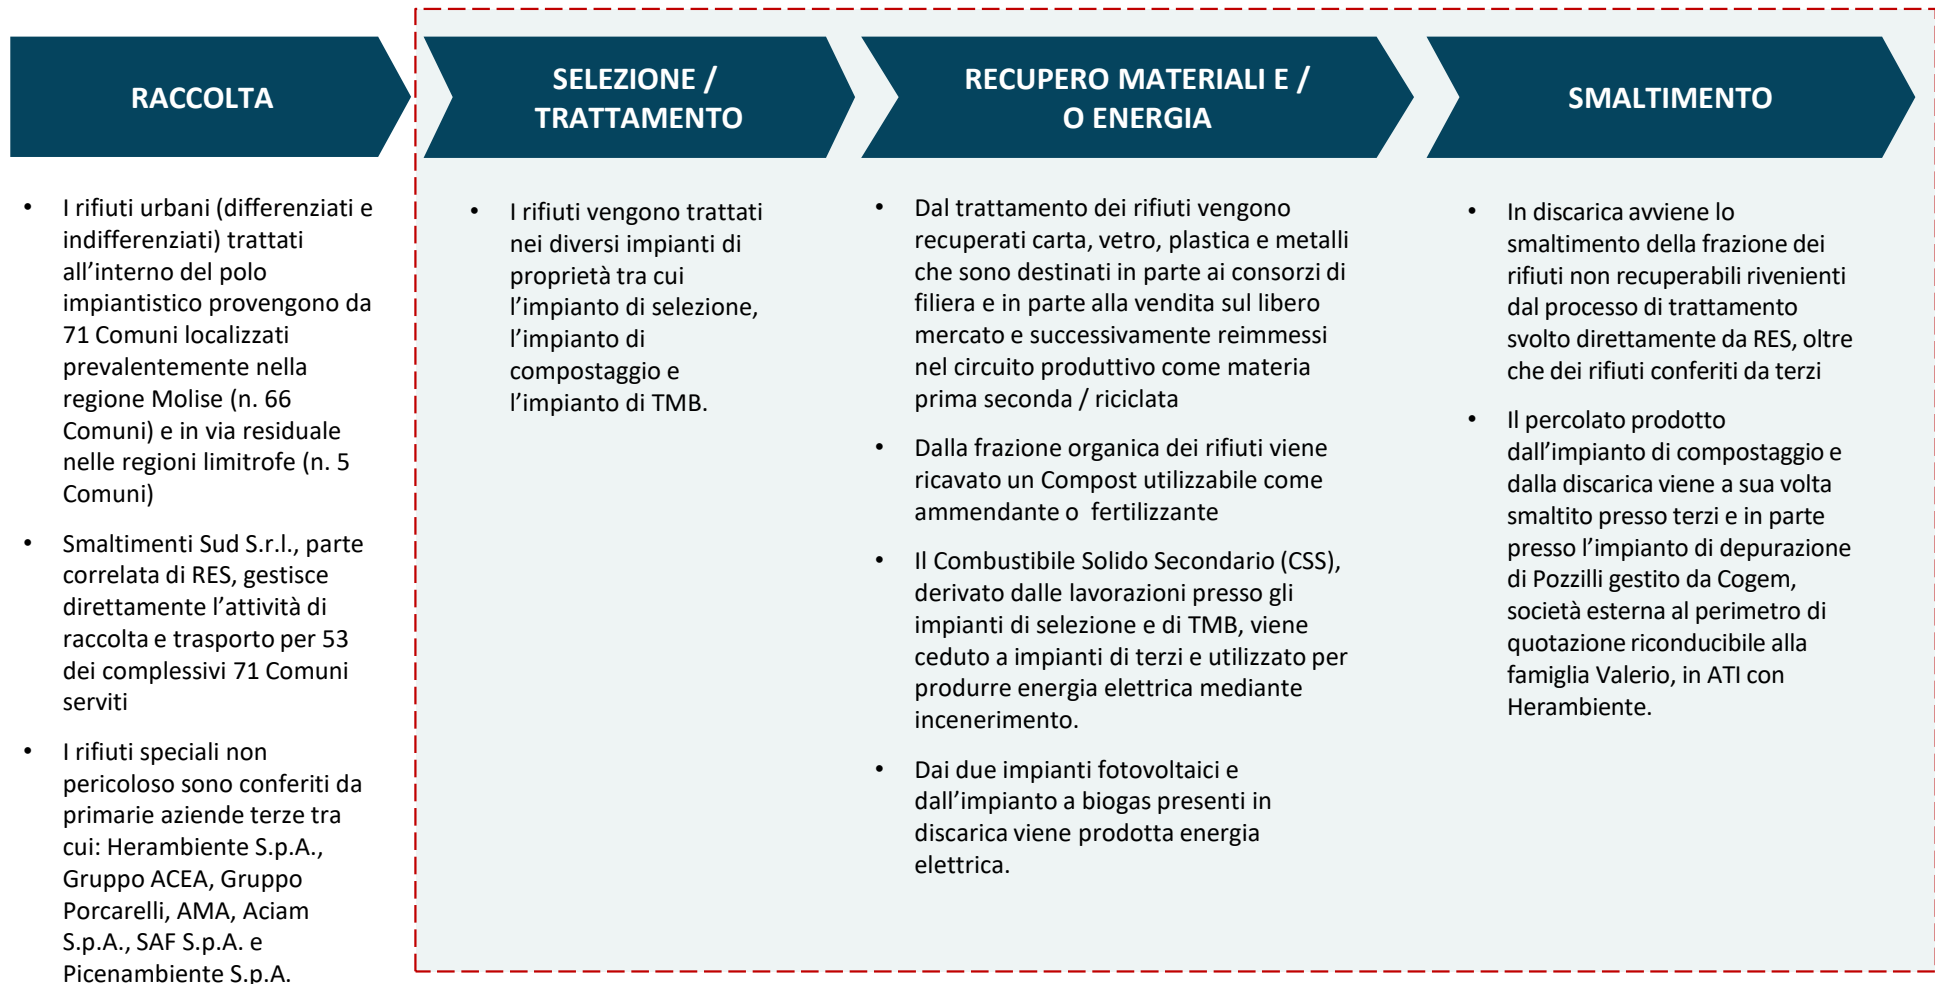 RACCOLTA
• I rifiuti urbani (differenziati e
indifferenziati) trattati
all’interno del polo
impiantistico provengono da
71 Comuni localizzati
prevalentemente nella
regione Molise (n. 66
Comuni) e in via residuale
nelle regioni limitrofe (n. 5
Comuni)
• Smaltimenti Sud S.r.l., parte
correlata di RES, gestisce
direttamente l’attività di
raccolta e trasporto per 53
dei complessivi 71 Comuni
serviti
• I rifiuti speciali non
pericoloso sono conferiti da
primarie aziende terze tra
cui: Herambiente S.p.A.,
Gruppo ACEA, Gruppo
Porcarelli, AMA, Aciam
S.p.A., SAF S.p.A. e
Picenambiente S.p.A.
SELEZIONE /
TRATTAMENTO
• I rifiuti vengono trattati
nei diversi impianti di
proprietà tra cui
l’impianto di selezione,
l’impianto di
compostaggio e
l’impianto di TMB.
RECUPERO MATERIALI E /
O ENERGIA
• Dal trattamento dei rifiuti vengono
recuperati carta, vetro, plastica e metalli
che sono destinati in parte ai consorzi di
filiera e in parte alla vendita sul libero
mercato e successivamente reimmessi
nel circuito produttivo come materia
prima seconda / riciclata
• Dalla frazione organica dei rifiuti viene
ricavato un Compost utilizzabile come
ammendante o fertilizzante
• Il Combustibile Solido Secondario (CSS),
derivato dalle lavorazioni presso gli
impianti di selezione e di TMB, viene
ceduto a impianti di terzi e utilizzato per
produrre energia elettrica mediante
incenerimento.
• Dai due impianti fotovoltaici e
dall’impianto a biogas presenti in
discarica viene prodotta energia
elettrica.
SMALTIMENTO
• In discarica avviene lo
smaltimento della frazione dei
rifiuti non recuperabili rivenienti
dal processo di trattamento
svolto direttamente da RES, oltre
che dei rifiuti conferiti da terzi
• Il percolato prodotto
dall’impianto di compostaggio e
dalla discarica viene a sua volta
smaltito presso terzi e in parte
presso l’impianto di depurazione
di Pozzilli gestito da Cogem,
società esterna al perimetro di
quotazione riconducibile alla
famiglia Valerio, in ATI con
Herambiente.